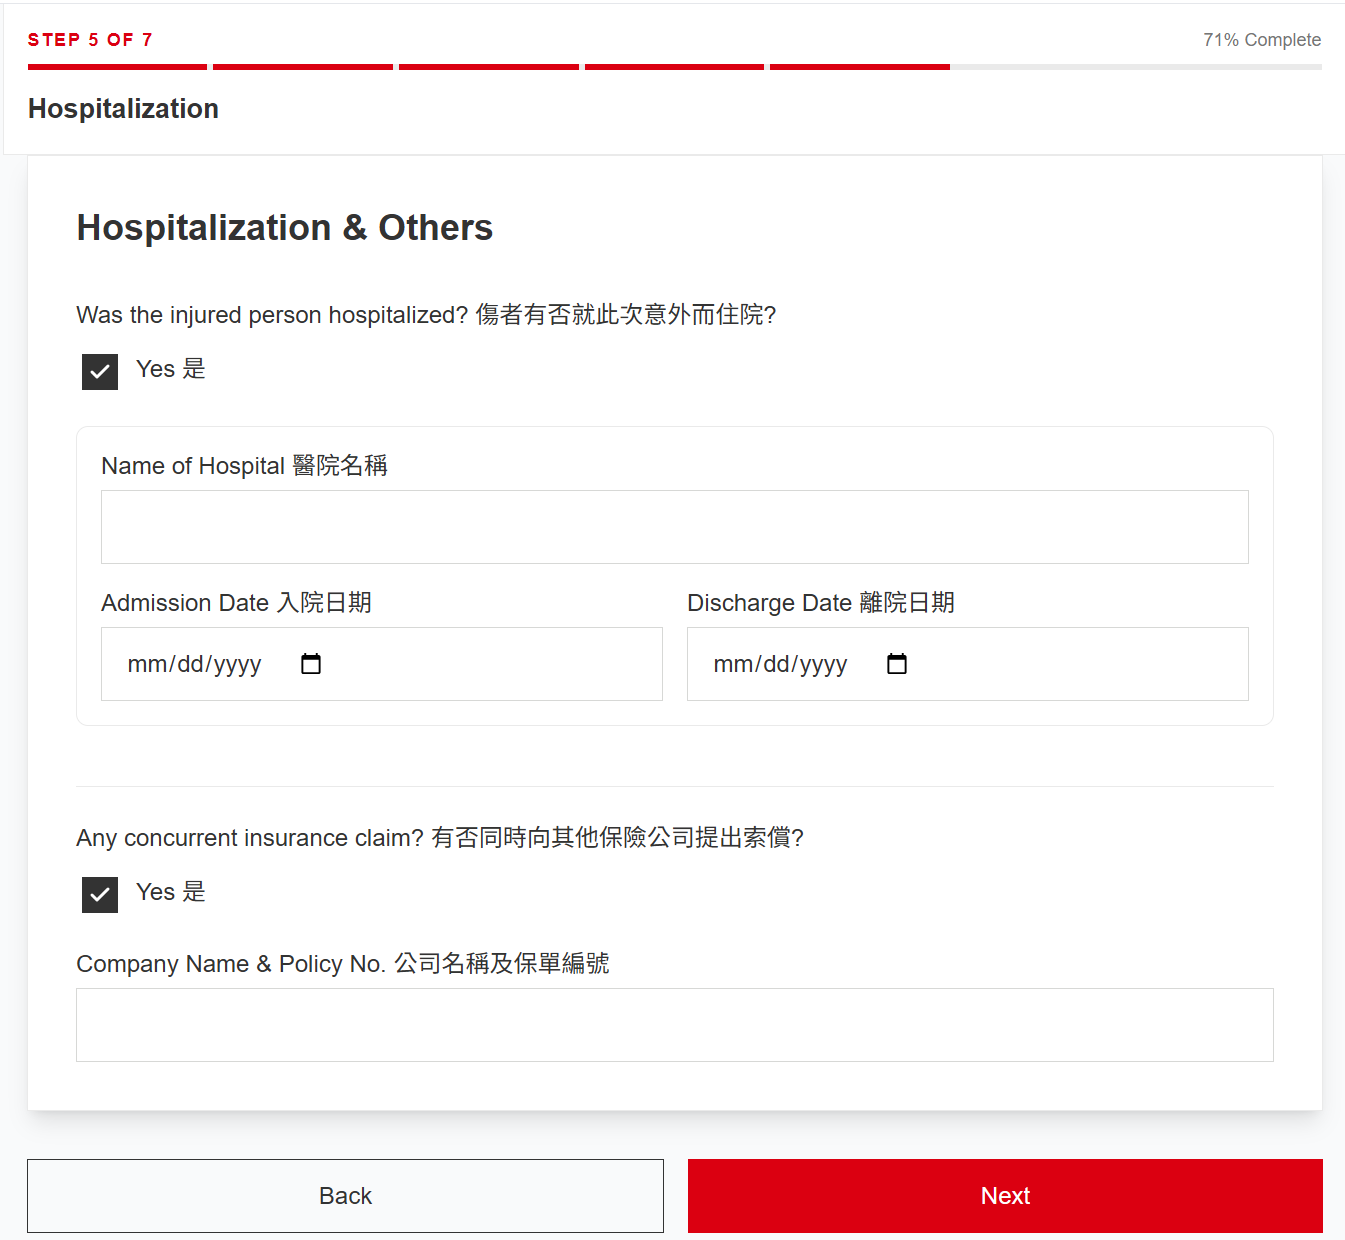 STEP 5 OF 7
71% Complete
Hospitalization
Hospitalization & Others
Was the injured person hospitalized? 傷者有否就此次意外而住院?
Yes 是
Name of Hospital 醫院名稱
Admission Date 入院日期
Discharge Date 離院日期
mm/dd/yyyy
mm/dd/yyyy
Any concurrent insurance claim? 有否同時向其他保險公司提出索償?
Yes 是
Company Name & Policy No. 公司名稱及保單編號
Back
Next